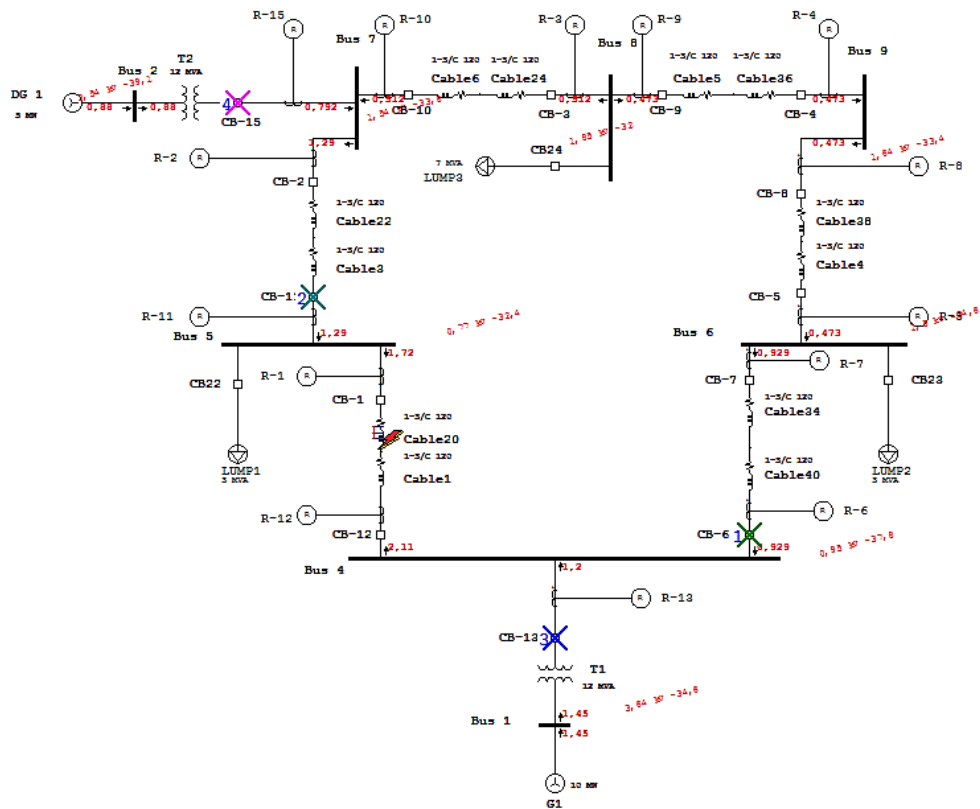 R-15
R-10
R-3
R-9
R-4
Bus 7
Bus 8
Bus 9
T2
12 MVA
Bus 2
1-3/C 120
1-3/C 120
1-3/C 120
1-3/C 120
Cable6
Cable24
Cable5
Cable36
DG 1
3 MW
0,88
0,88
4
CB-15
0,792
0,912
CB-10
CB-3
0,912
0,473
CB-9
CB-4
0,473
1,29
R-2
7 MVA
LUMP3
CB24
0,473
R-8
CB-2
CB-8
1-3/C 120
Cable22
1-3/C 120
Cable38
1-3/C 120
Cable3
1-3/C 120
Cable4
CB-1
2
CB-5
R-11
Bus 5
1,29
1,72
Bus 6
0,473
0,929
R-1
R-7
CB22
CB-1
CB-7
CB23
1-3/C 120
Cable20
1-3/C 120
Cable34
1-3/C 120
Cable1
1-3/C 120
Cable40
LUMP1
3 MVA
LUMP2
3 MVA
R-12
R-6
CB-12
CB-6
1
2,11
Bus 4
1,2
R-13
CB-13
3
T1
12 MVA
Bus 1
1,45
1,45
10 MW
G1